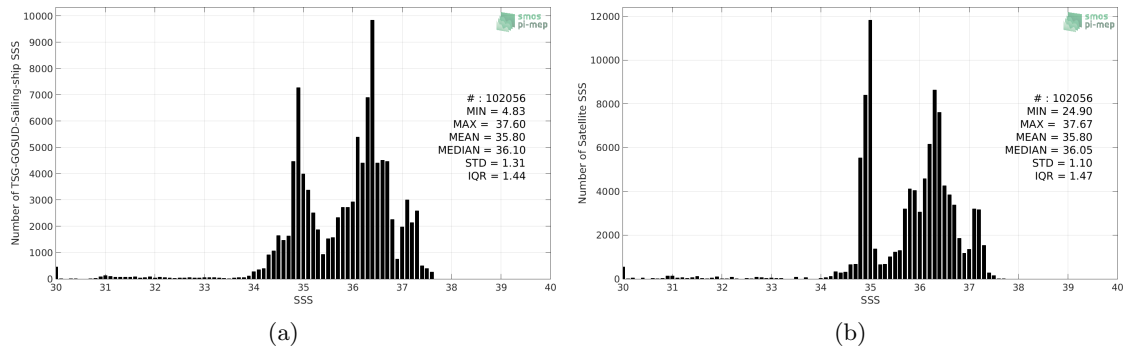 10000
9000
8000
7000
6000
5000
4000
3000
2000
1000
0
30 31 32 33 34 35 36 37 38 39 40
SSS
Number of TSG-GOSUD-Sailing-ship SSS
smos
pi-mep
# : 102056
MIN = 4.83
MAX = 37.60
MEAN = 35.80
MEDIAN = 36.10
STD = 1.31
IQR = 1.44
(a)
12000
10000
8000
6000
4000
2000
0
30 31 32 33 34 35 36 37 38 39 40
SSS
Number of Satellite SSS
smos
pi-mep
# : 102056
MIN = 24.90
MAX = 37.67
MEAN = 35.80
MEDIAN = 36.05
STD = 1.10
IQR = 1.47
(b)